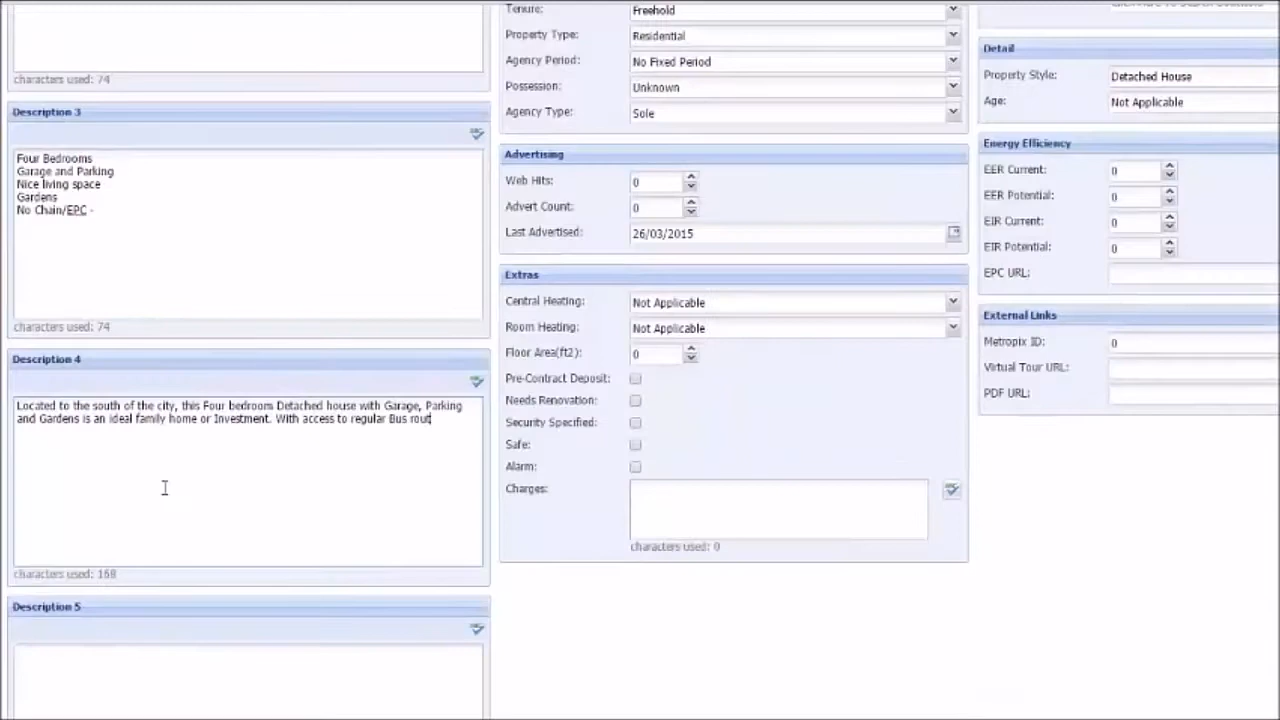 characters used: 74
Description 3
Four Bedrooms
Garage and Parking
Nice living space
Gardens
No Chain/EPC -
characters used: 74
Description 4
Located to the south of the city, this Four bedroom Detached house with Garage, Parking
and Gardens is an ideal family home or Investment. With access to regular Bus rout
characters used: 168
Description 5
Tenure: Freehold
Property Type: Residential
Agency Period: No Fixed Period
Possession: Unknown
Agency Type: Sole
Advertising
Web Hits: 0
Advert Count: 0
Last Advertised: 26/03/2015
Extras
Central Heating: Not Applicable
Room Heating: Not Applicable
Floor Area(ft2): 0
Pre-Contract Deposit:
Needs Renovation:
Security Specified:
Safe:
Alarm:
Charges:
characters used: 0
Detail
Property Style: Detached House
Age: Not Applicable
Energy Efficiency
EER Current: 0
EER Potential: 0
EIR Current: 0
EIR Potential: 0
EPC URL:
External Links
Metropix ID: 0
Virtual Tour URL:
PDF URL: